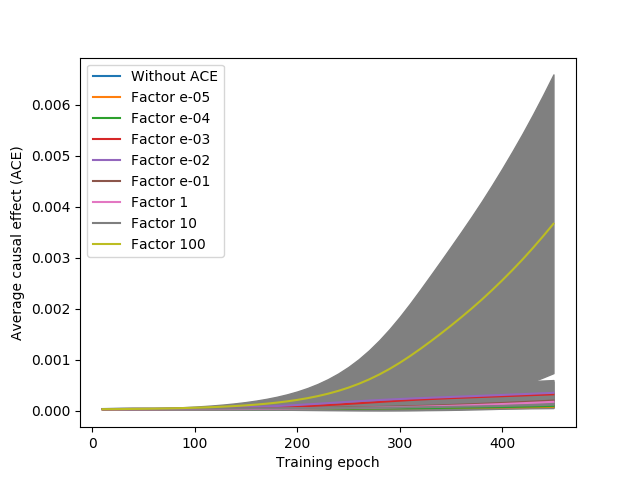 Without ACE
Factor e-05
Factor e-04
Factor e-03
Factor e-02
Factor e-01
Factor 1
Factor 10
Factor 100
0.006
0.005
0.004
0.003
0.002
0.001
0.000
Average causal effect (ACE)
0 100 200 300 400
Training epoch